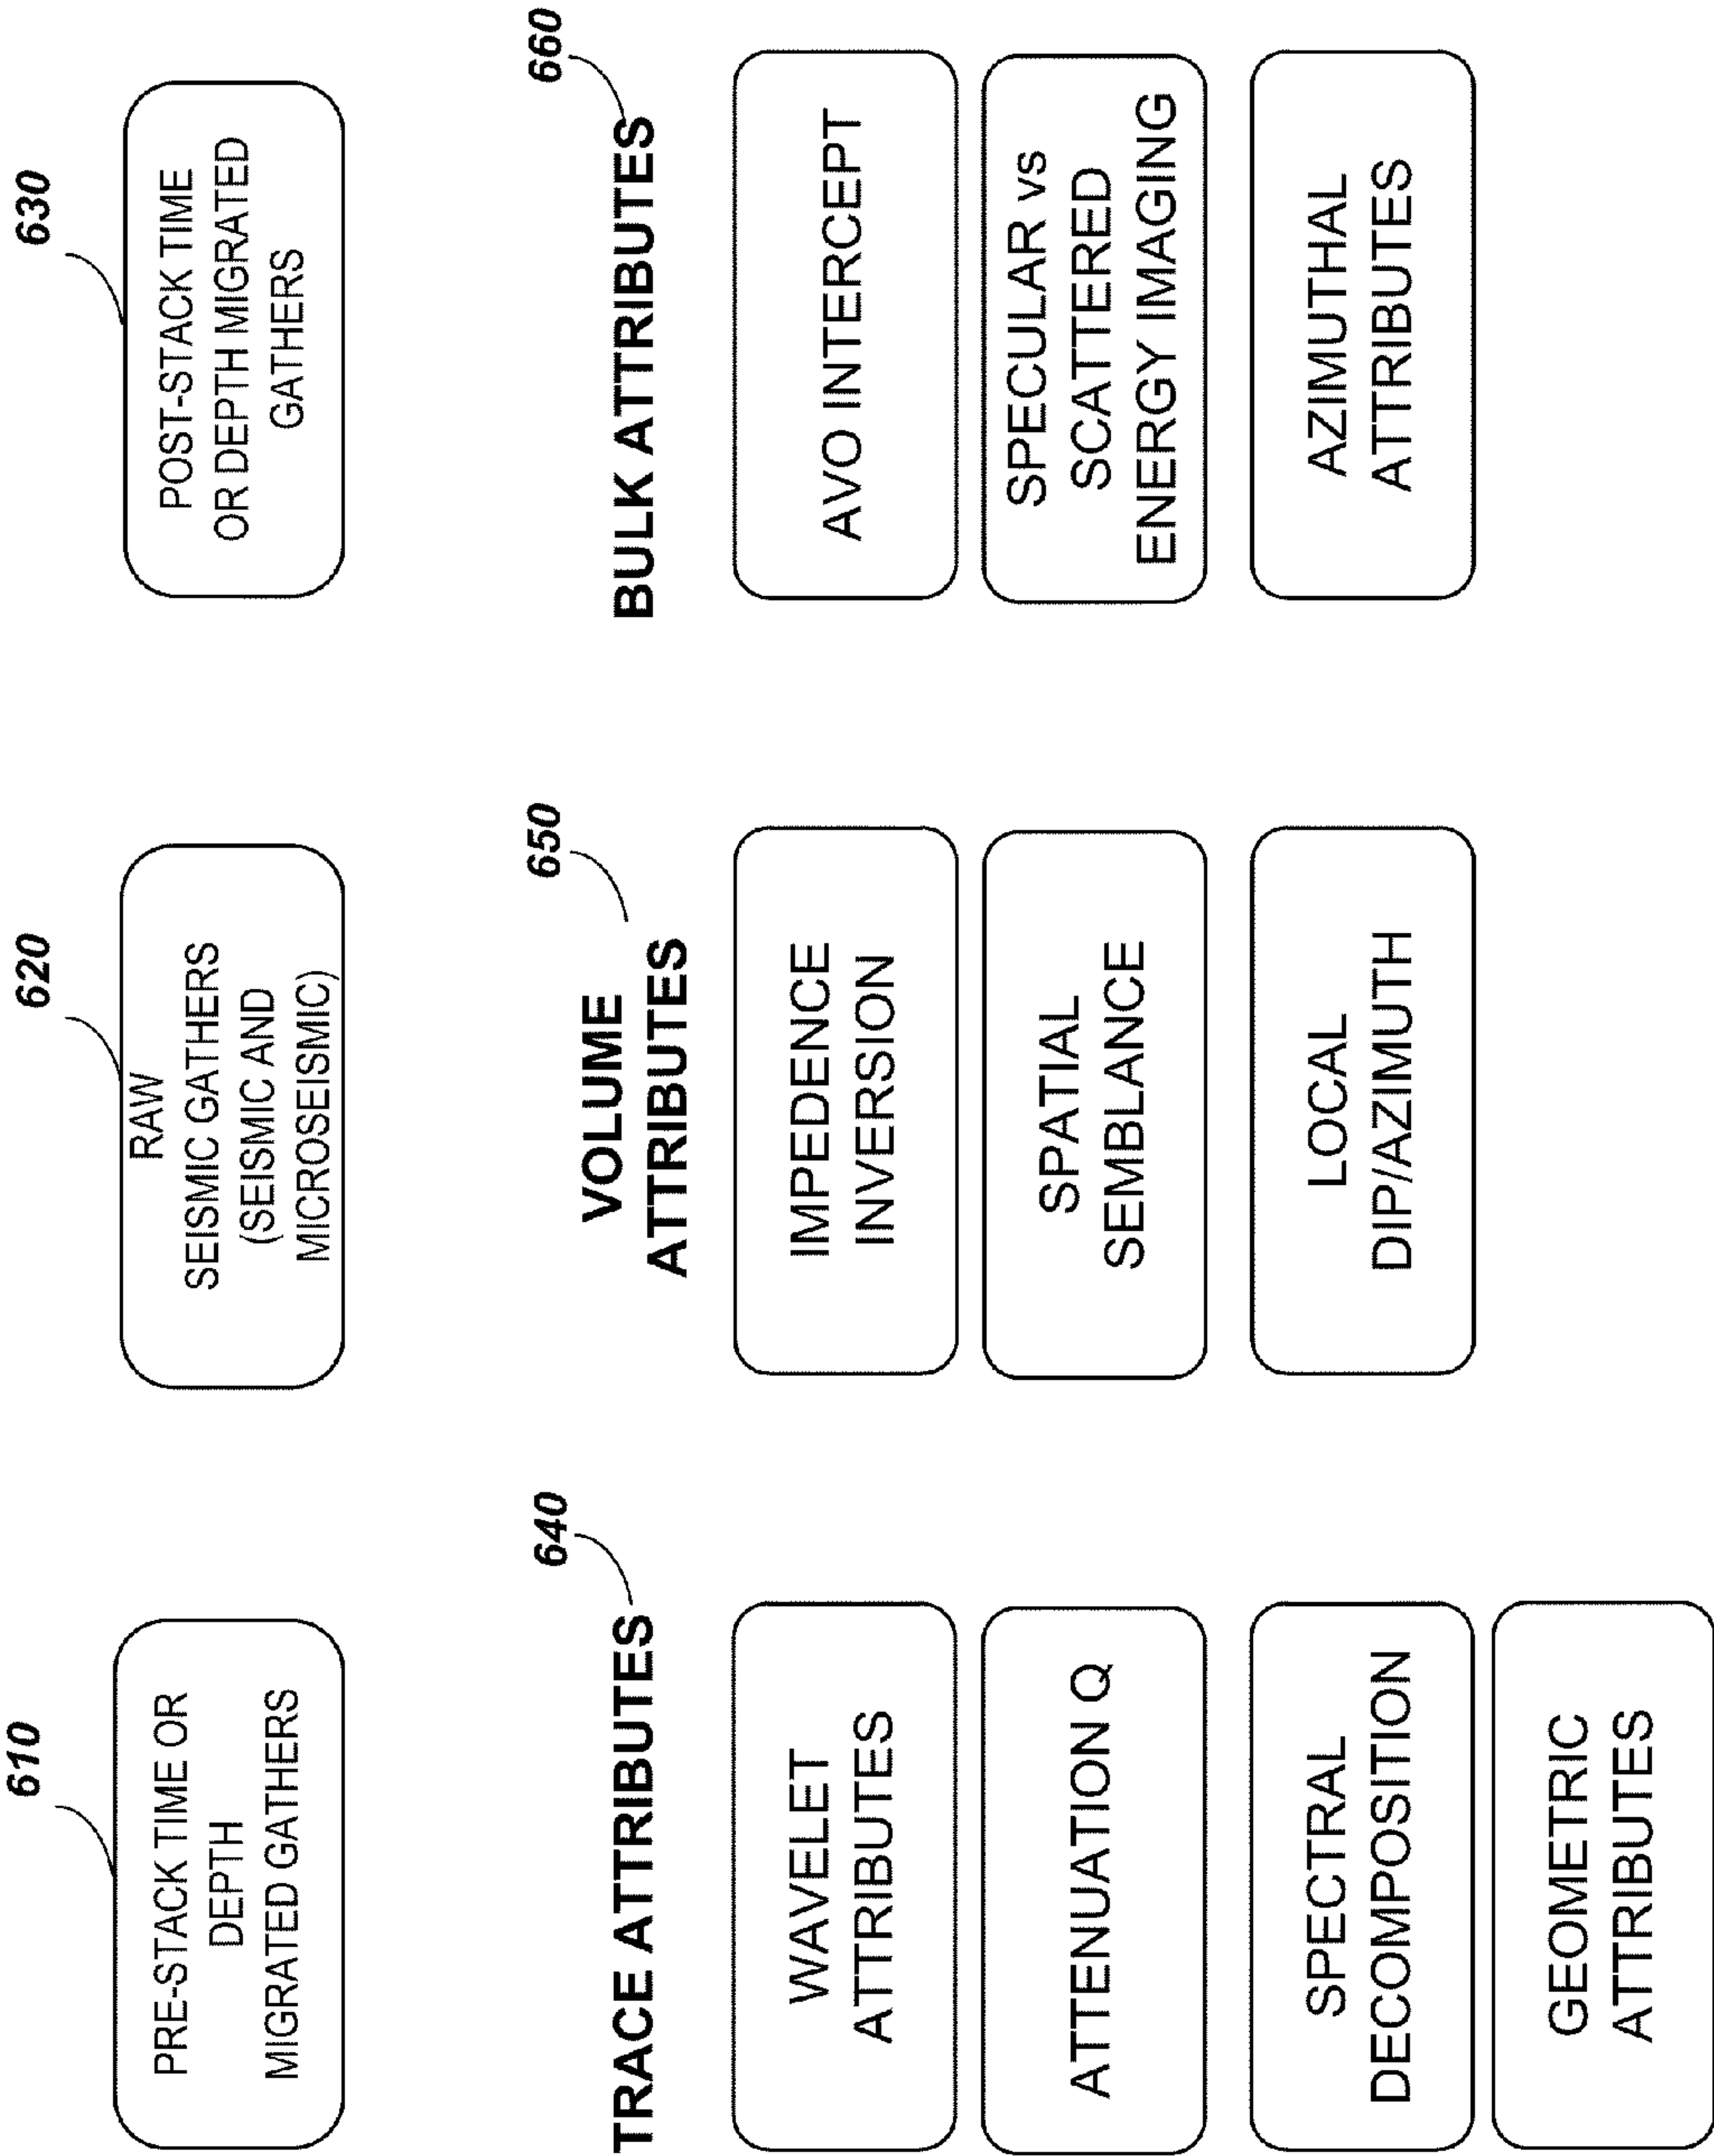 610
PRE-STACK TIME OR
DEPTH
MIGRATED GATHERS
620
RAW
SEISMIC GATHERS
(SEISMIC AND
MICROSEISMIC)
630
POST-STACK TIME
OR DEPTH MIGRATED
GATHERS
640
TRACE ATTRIBUTES
WAVELET
ATTRIBUTES
ATTENUATION Q
SPECTRAL
DECOMPOSITION
GEOMETRIC
ATTRIBUTES
650
VOLUME
ATTRIBUTES
IMPEDENCE
INVERSION
SPATIAL
SEMBLANCE
LOCAL
DIP/AZIMUTH
660
BULK ATTRIBUTES
AVO INTERCEPT
SPECULAR vs
SCATTERED
ENERGY IMAGING
AZIMUTHAL
ATTRIBUTES